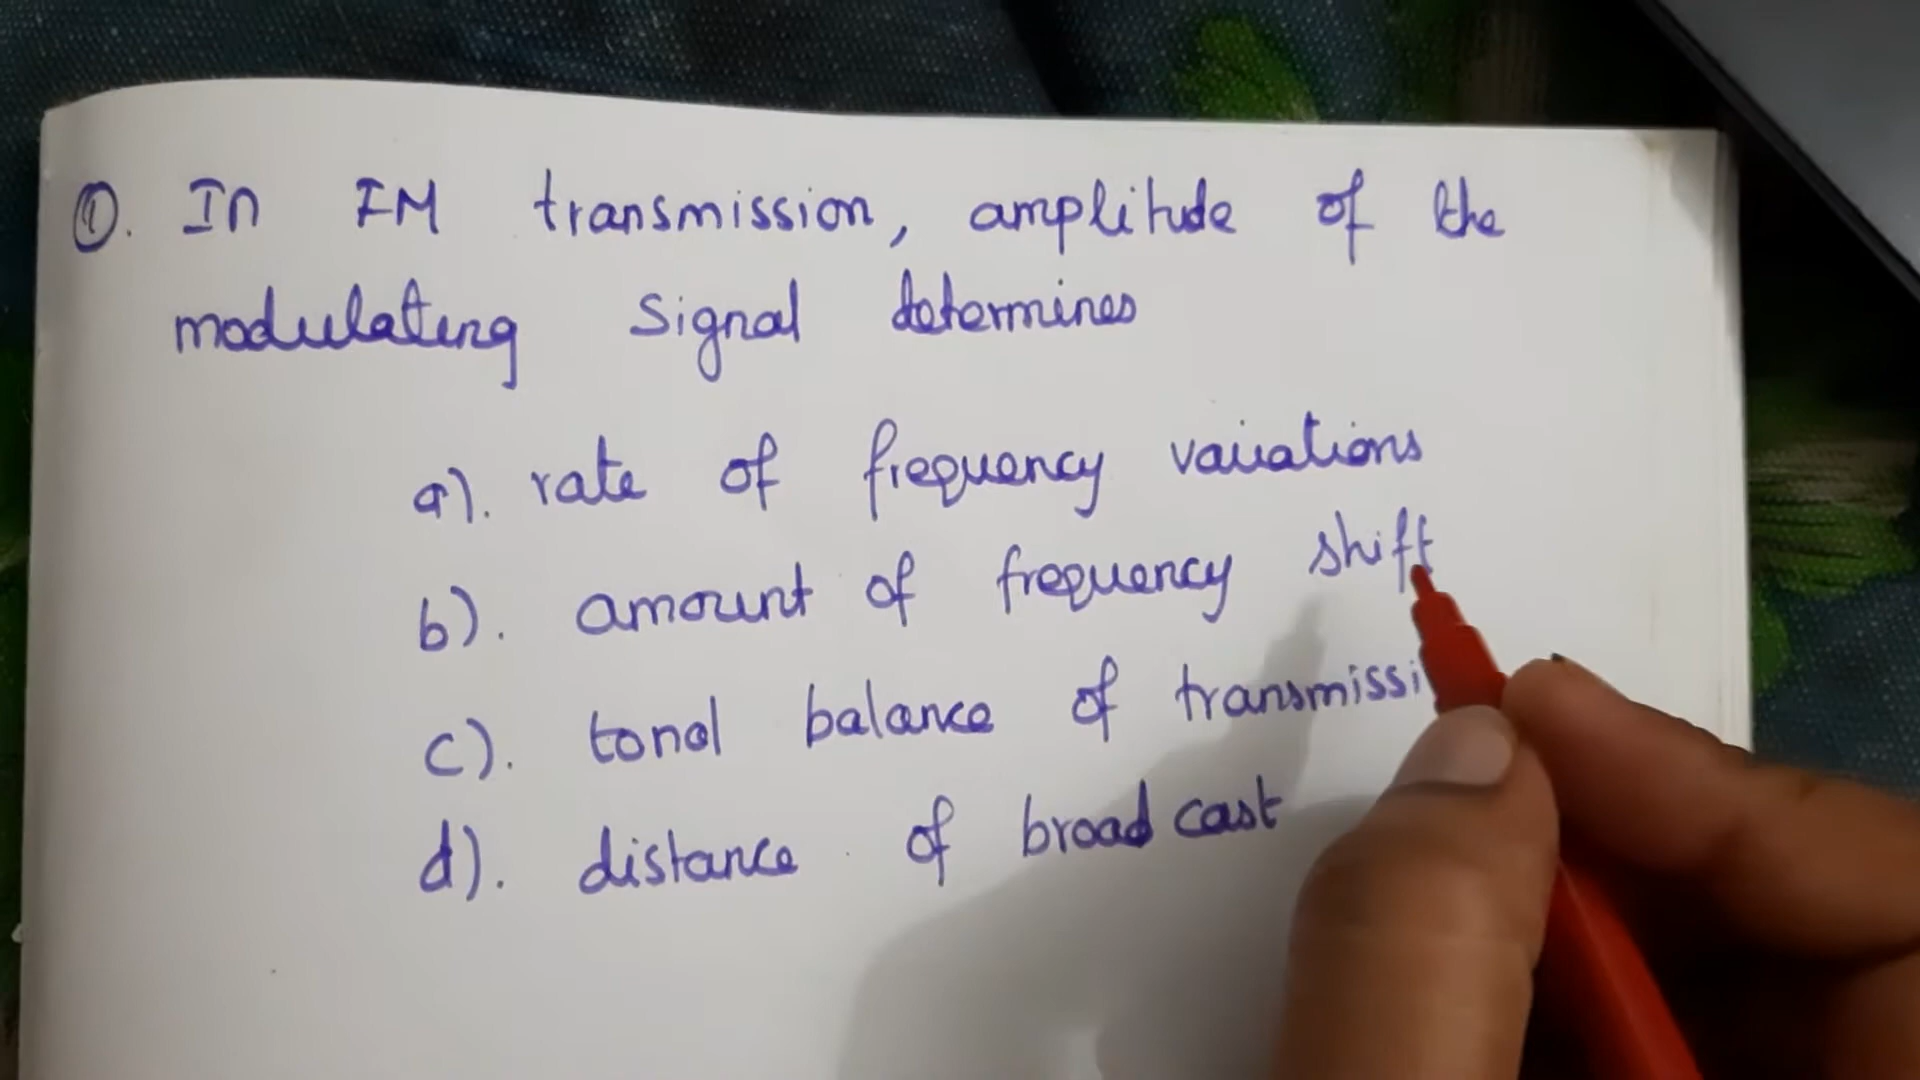 ①. In FM transmission, amplitude of the
modulating Signal determines
a). rate of frequency variations
b). amount of frequency shift
c). tonal balance of transmissi
d). distance of broad cast